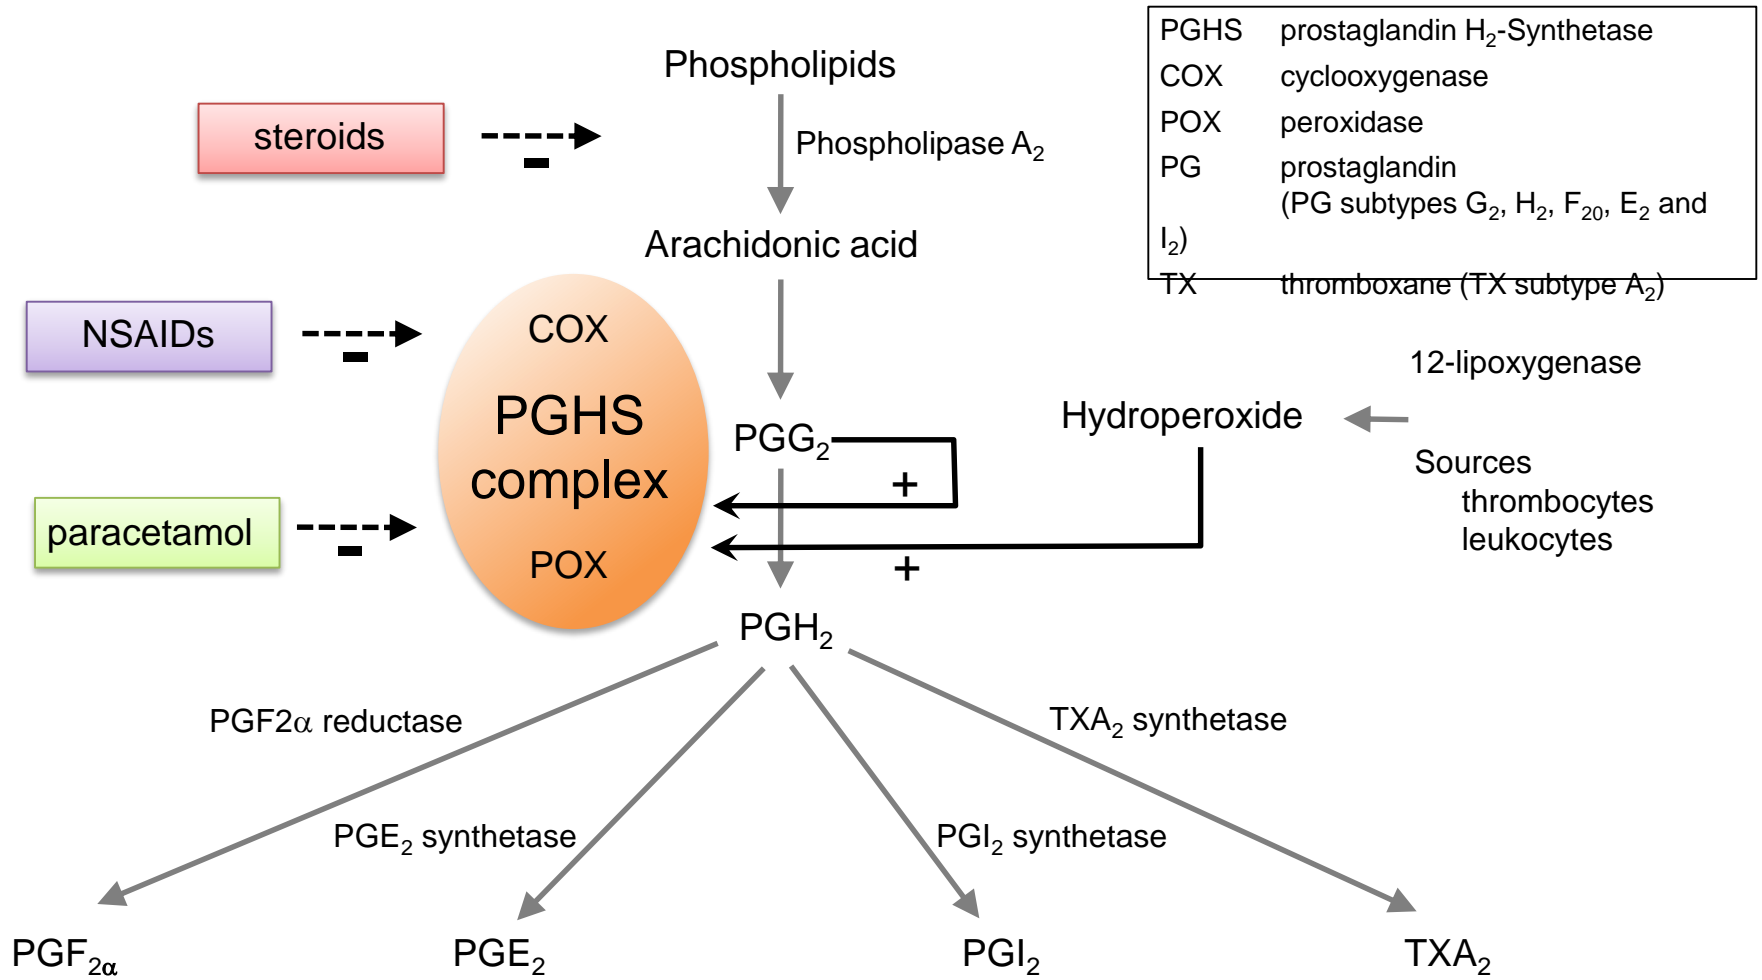 PGHS prostaglandin H₂-Synthetase
COX cyclooxygenase
POX peroxidase
PG prostaglandin
(PG subtypes G₂, H₂, F₂₀, E₂ and
I₂)
TX thromboxane (TX subtype A₂)
Phospholipids
steroids
-
Phospholipase A₂
Arachidonic acid
NSAIDs
-
COX
PGHS
complex
POX
12-lipoxygenase
Hydroperoxide
PGG₂
+
Sources
thrombocytes
leukocytes
paracetamol
-
+
PGH₂
PGF2α reductase
TXA₂ synthetase
PGE₂ synthetase
PGI₂ synthetase
PGF₂α
PGE₂
PGI₂
TXA₂